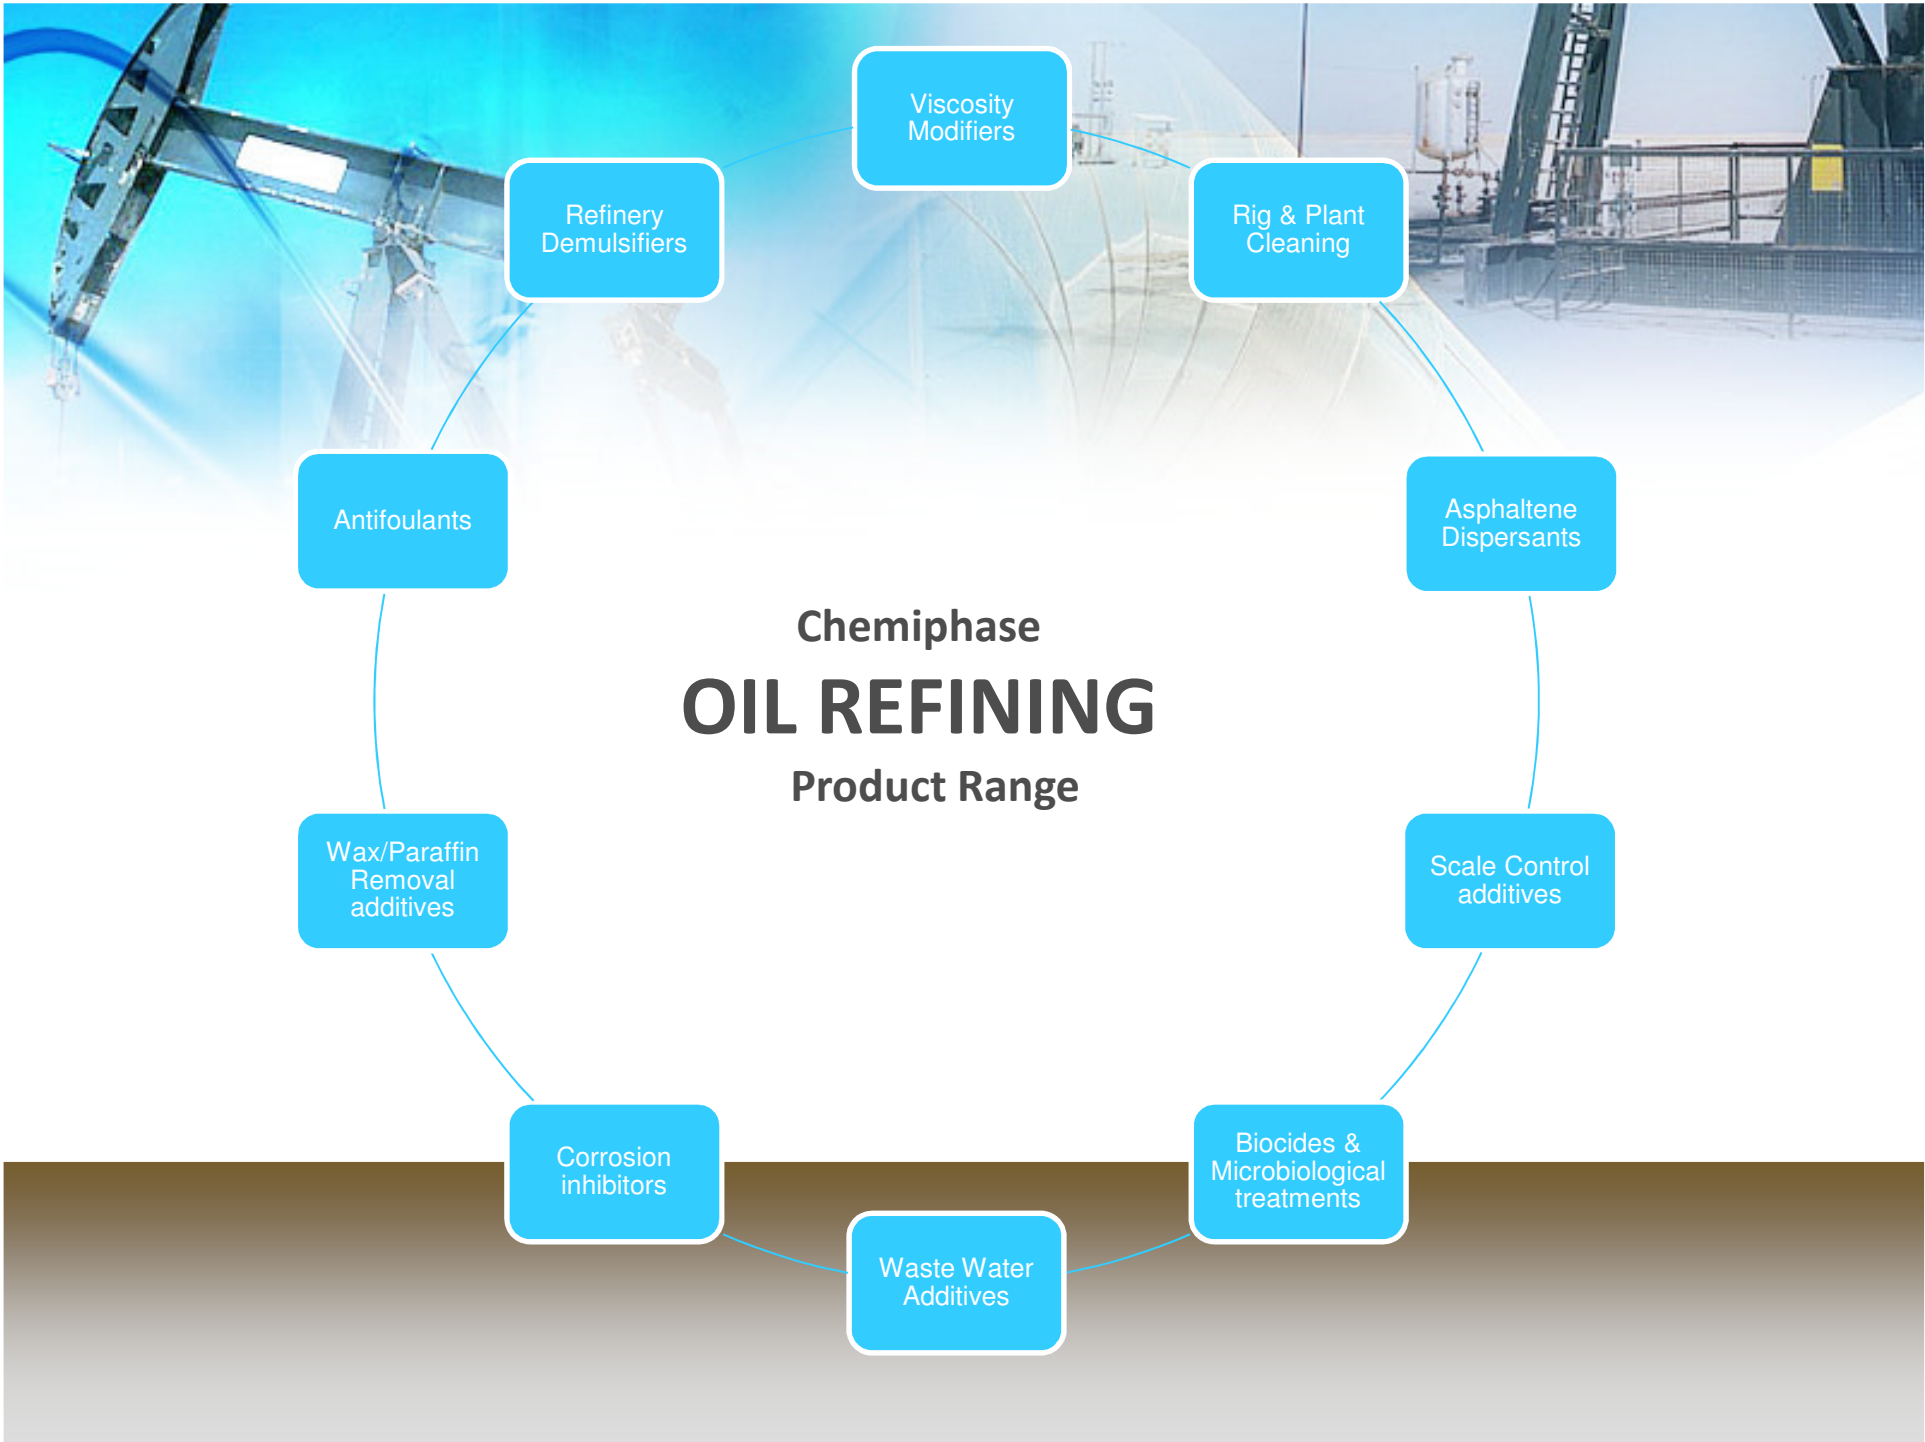 Viscosity
Modifiers
Rig & Plant
Cleaning
Asphaltene
Dispersants
Scale Control
additives
Biocides &
Microbiological
treatments
Waste Water
Additives
Corrosion
inhibitors
Wax/Paraffin
Removal
additives
Antifoulants
Refinery
Demulsifiers
Chemiphase
OIL REFINING
Product Range